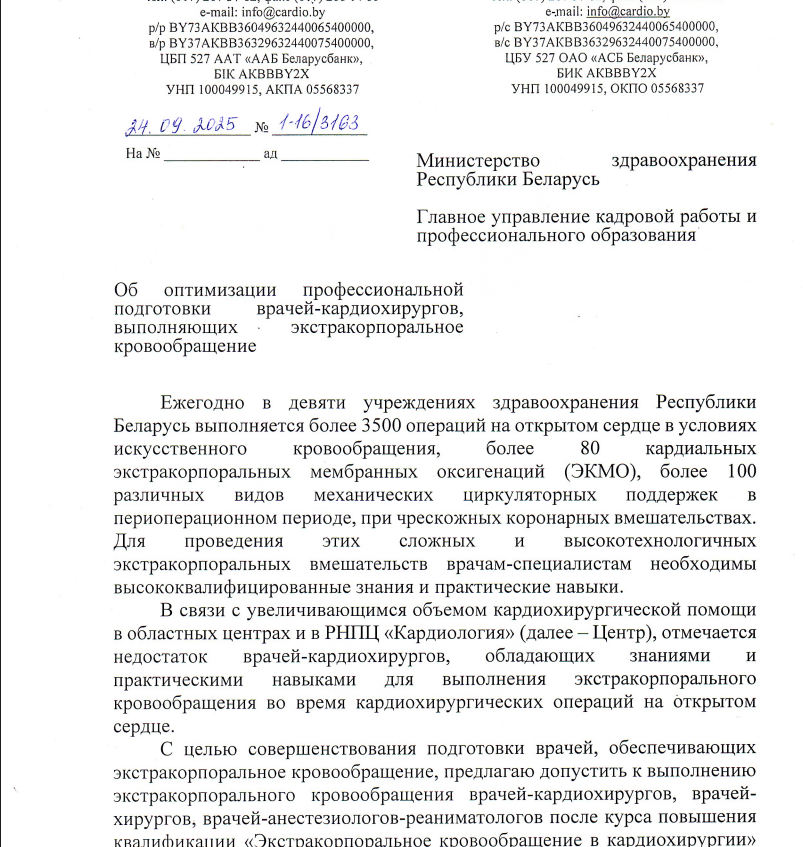 e-mail: info@cardio.by
р/р BY73AKBB36049632440065400000,
в/р BY37AKBB36329632440075400000,
ЦБП 527 ААТ «ААБ Беларусбанк»,
БІК AKBBBY2X
УНП 100049915, АКПА 05568337
e-mail: info@cardio.by
р/с BY73AKBB36049632440065400000,
в/с BY37AKBB36329632440075400000,
ЦБУ 527 ОАО «АСБ Беларусбанк»,
БИК AKBBBY2X
УНП 100049915, ОКПО 05568337
24.09.2025 № 1-16/3163
На № ____________ ад ____________
Министерство здравоохранения
Республики Беларусь
Главное управление кадровой работы и
профессионального образования
Об оптимизации профессиональной
подготовки врачей-кардиохирургов,
выполняющих экстракорпоральное
кровообращение
Ежегодно в девяти учреждениях здравоохранения Республики
Беларусь выполняется более 3500 операций на открытом сердце в условиях
искусственного кровообращения, более 80 кардиальных
экстракорпоральных мембранных оксигенаций (ЭКМО), более 100
различных видов механических циркуляторных поддержек в
периоперационном периоде, при чрескожных коронарных вмешательствах.
Для проведения этих сложных и высокотехнологичных
экстракорпоральных вмешательств врачам-специалистам необходимы
высококвалифицированные знания и практические навыки.
В связи с увеличивающимся объемом кардиохирургической помощи
в областных центрах и в РНПЦ «Кардиология» (далее – Центр), отмечается
недостаток врачей-кардиохирургов, обладающих знаниями и
практическими навыками для выполнения экстракорпорального
кровообращения во время кардиохирургических операций на открытом
сердце.
С целью совершенствования подготовки врачей, обеспечивающих
экстракорпоральное кровообращение, предлагаю допустить к выполнению
экстракорпорального кровообращения врачей-кардиохирургов, врачей-
хирургов, врачей-анестезиологов-реаниматологов после курса повышения
квалификации «Экстракорпоральное кровообращение в кардиохирургии»